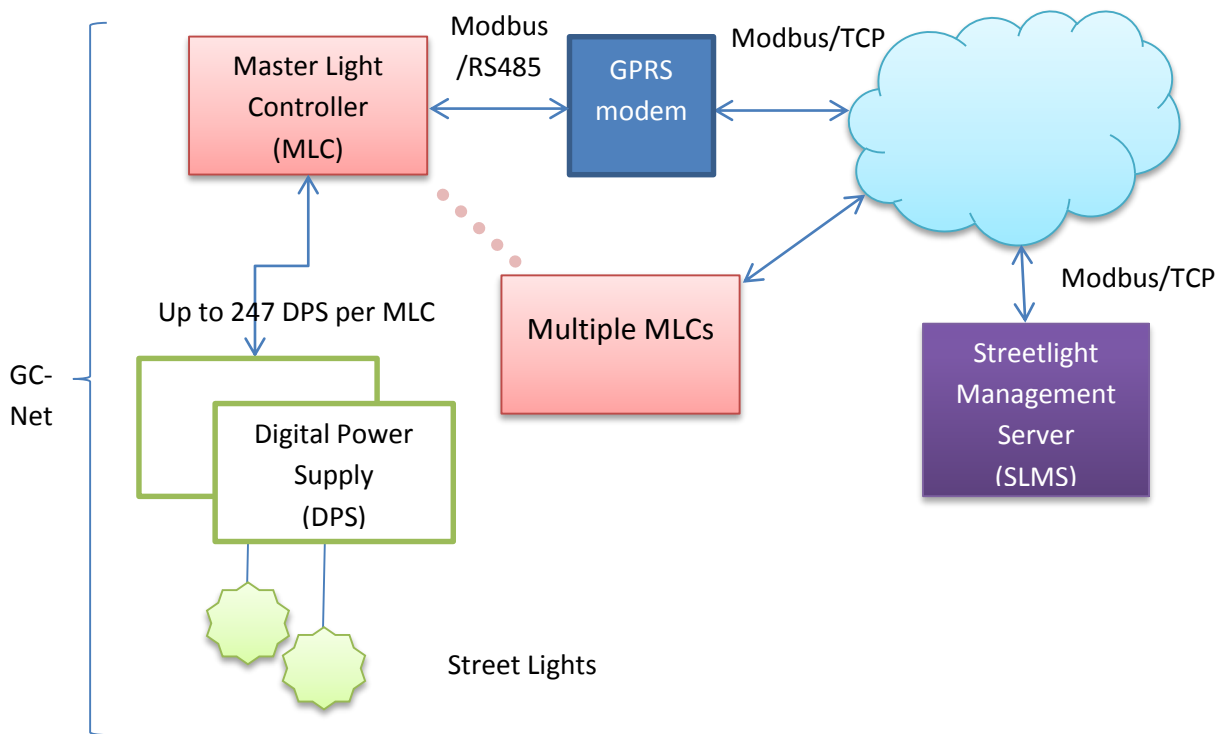 Modbus
/RS485
Modbus/TCP
Master Light
Controller
(MLC)
GPRS
modem
Modbus/TCP
Up to 247 DPS per MLC
Multiple MLCs
Streetlight
Management
Server
(SLMS)
GC-
Net
Digital Power
Supply
(DPS)
Street Lights